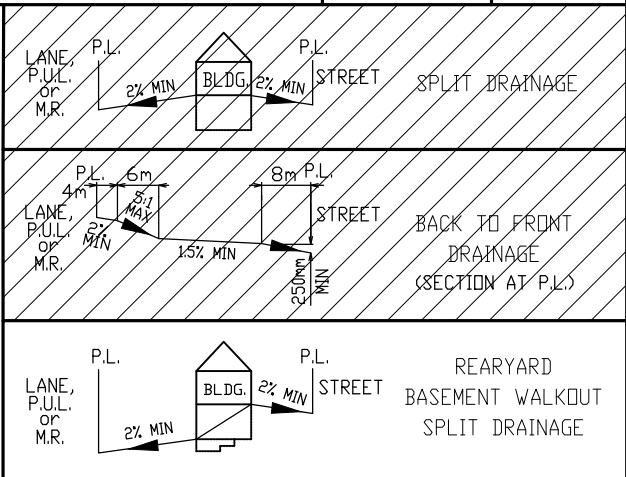 P.L.
P.L.
LANE,
P.U.L.
or
M.R.
2% MIN
BLDG.
2% MIN
STREET
SPLIT DRAINAGE
P.L.
6m
8m
P.L.
4m
5:1
MAX
LANE,
P.U.L.
or
M.R.
2%
MIN
1.5% MIN
250mm
MIN
STREET
BACK TO FRONT
DRAINAGE
(SECTION AT P.L.)
P.L.
P.L.
LANE,
P.U.L.
or
M.R.
2% MIN
BLDG.
2% MIN
STREET
REARYARD
BASEMENT WALKOUT
SPLIT DRAINAGE